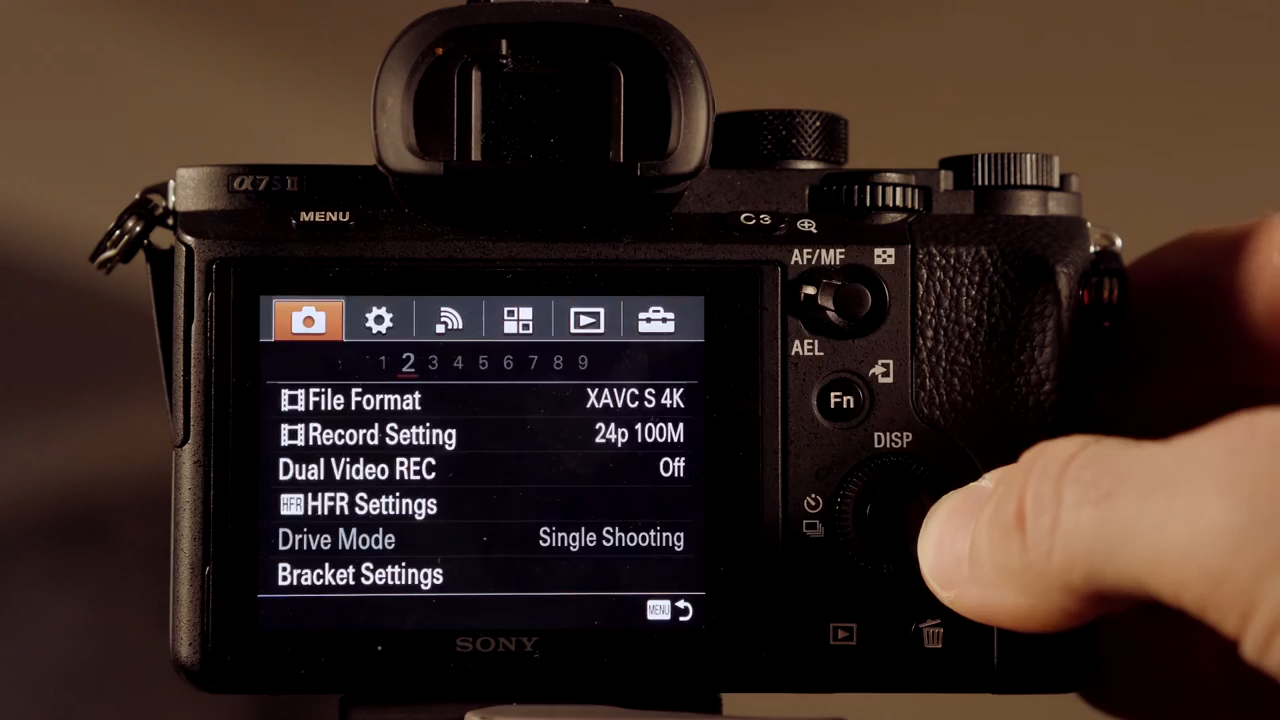 α7S II
MENU
C3
AF/MF
AEL
Fn
DISP
1 2 3 4 5 6 7 8 9
File Format XAVC S 4K
Record Setting 24p 100M
Dual Video REC Off
HFR HFR Settings
Drive Mode Single Shooting
Bracket Settings
MENU
SONY